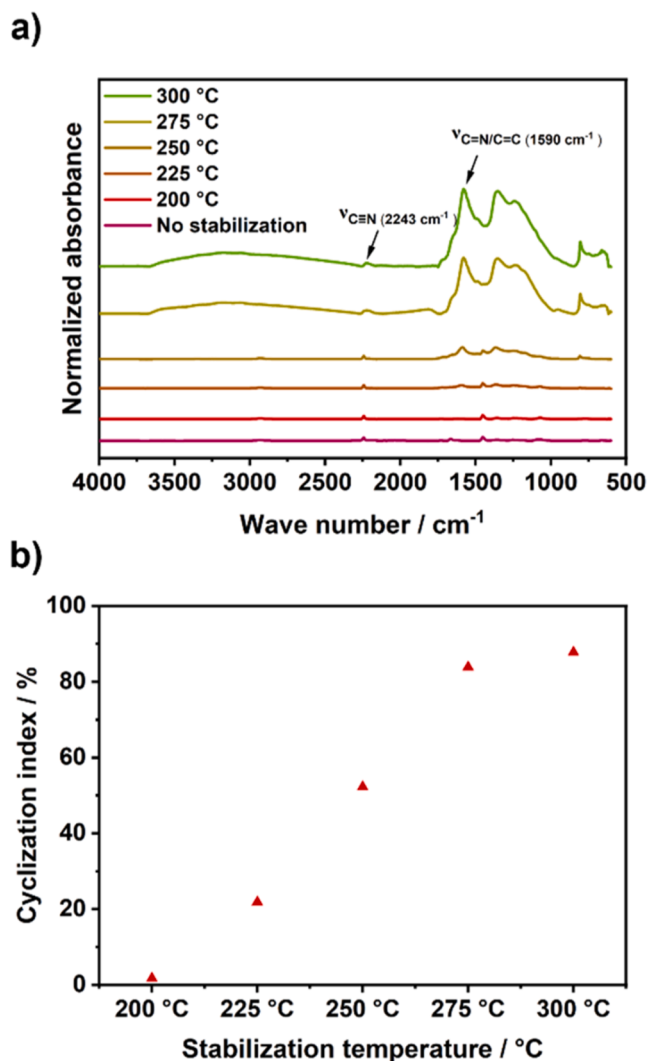 a)
300 °C
275 °C
250 °C
225 °C
200 °C
No stabilization
νC=N/C=C (1590 cm-1)
νC≡N (2243 cm-1)
Normalized absorbance
4000 3500 3000 2500 2000 1500 1000 500
Wave number / cm-1
b)
100
80
60
40
20
0
Cyclization index / %
200 °C 225 °C 250 °C 275 °C 300 °C
Stabilization temperature / °C